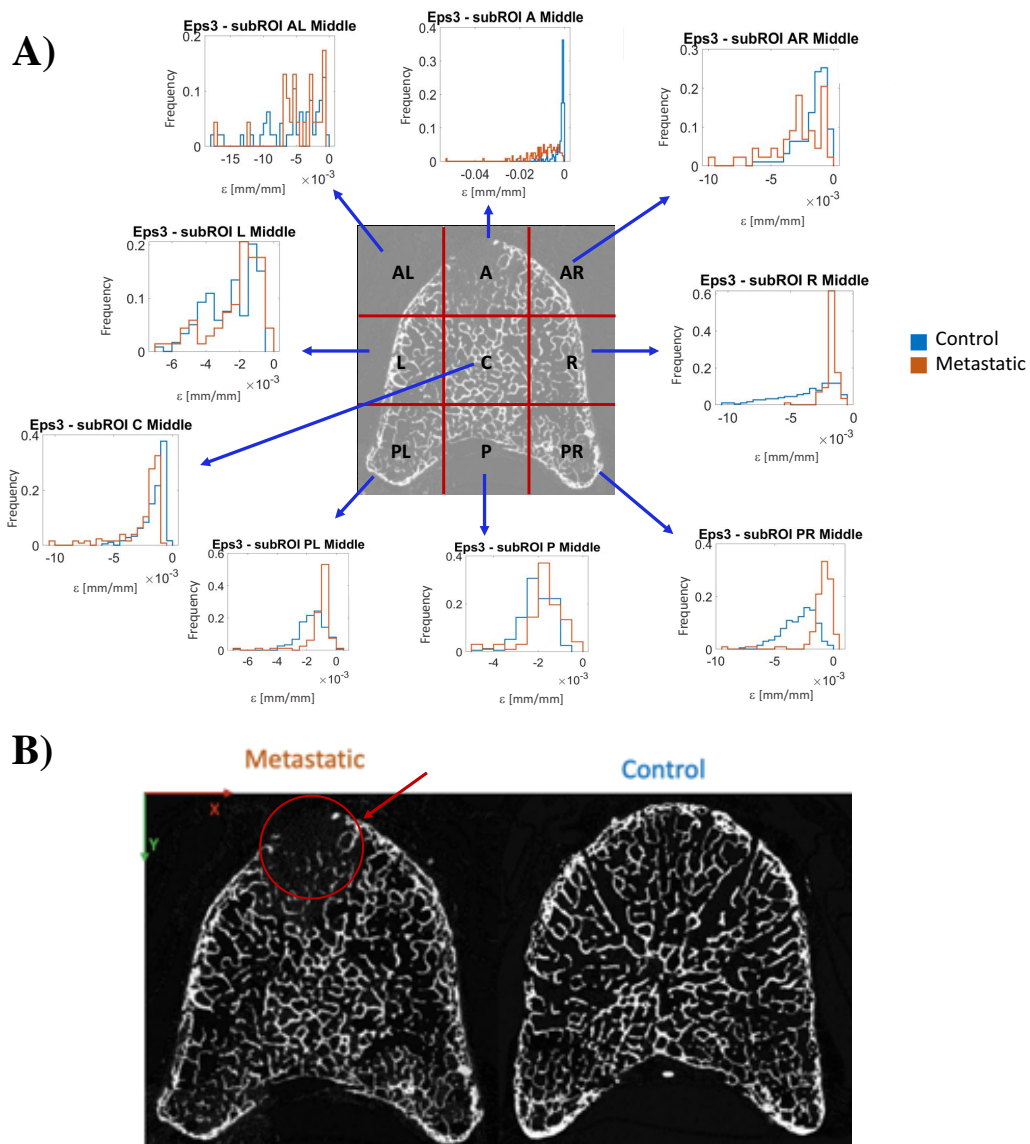 A)
Eps3 - subROI AL Middle
0.2
0.1
0
Frequency
-15 -10 -5 0
×10⁻³
ε [mm/mm]
Eps3 - subROI A Middle
0.4
0.3
0.2
0.1
0
Frequency
-0.04 -0.02 0
ε [mm/mm]
Eps3 - subROI AR Middle
0.3
0.2
0.1
0
Frequency
-10 -5 0
×10⁻³
ε [mm/mm]
Eps3 - subROI L Middle
0.2
0.1
0
Frequency
-6 -4 -2 0
×10⁻³
ε [mm/mm]
AL A AR
L C R
PL P PR
Eps3 - subROI R Middle
0.6
0.4
0.2
0
Frequency
-10 -5 0
×10⁻³
ε [mm/mm]
Control
Metastatic
Eps3 - subROI C Middle
0.4
0.2
0
Frequency
-10 -5 0
×10⁻³
ε [mm/mm]
Eps3 - subROI PL Middle
0.6
0.4
0.2
0
Frequency
-6 -4 -2 0
×10⁻³
ε [mm/mm]
Eps3 - subROI P Middle
0.4
0.2
0
Frequency
-4 -2 0
×10⁻³
ε [mm/mm]
Eps3 - subROI PR Middle
0.4
0.2
0
Frequency
-10 -5 0
×10⁻³
ε [mm/mm]
B)
Metastatic
Control
X
Y